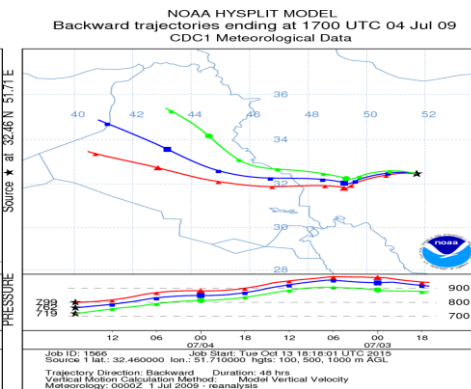 NOAA HYSPLIT MODEL
Backward trajectories ending at 1700 UTC 04 Jul 09
CDC1 Meteorological Data
Source ★ at 32.46 N 51.71 E
40 42 44 46 48 50 52
36
34
32
30
28
noaa
PRESSURE
719
900
800
700
12 06 00 18 12 06 00 18
07/04 07/03
Job ID: 1566 Job Start: Tue Oct 13 18:18:01 UTC 2015
Source 1 lat.: 32.460000 lon.: 51.710000 hgts: 100, 500, 1000 m AGL
Trajectory Direction: Backward Duration: 48 hrs
Vertical Motion Calculation Method: Model Vertical Velocity
Meteorology: 0000Z 1 Jul 2009 - reanalysis